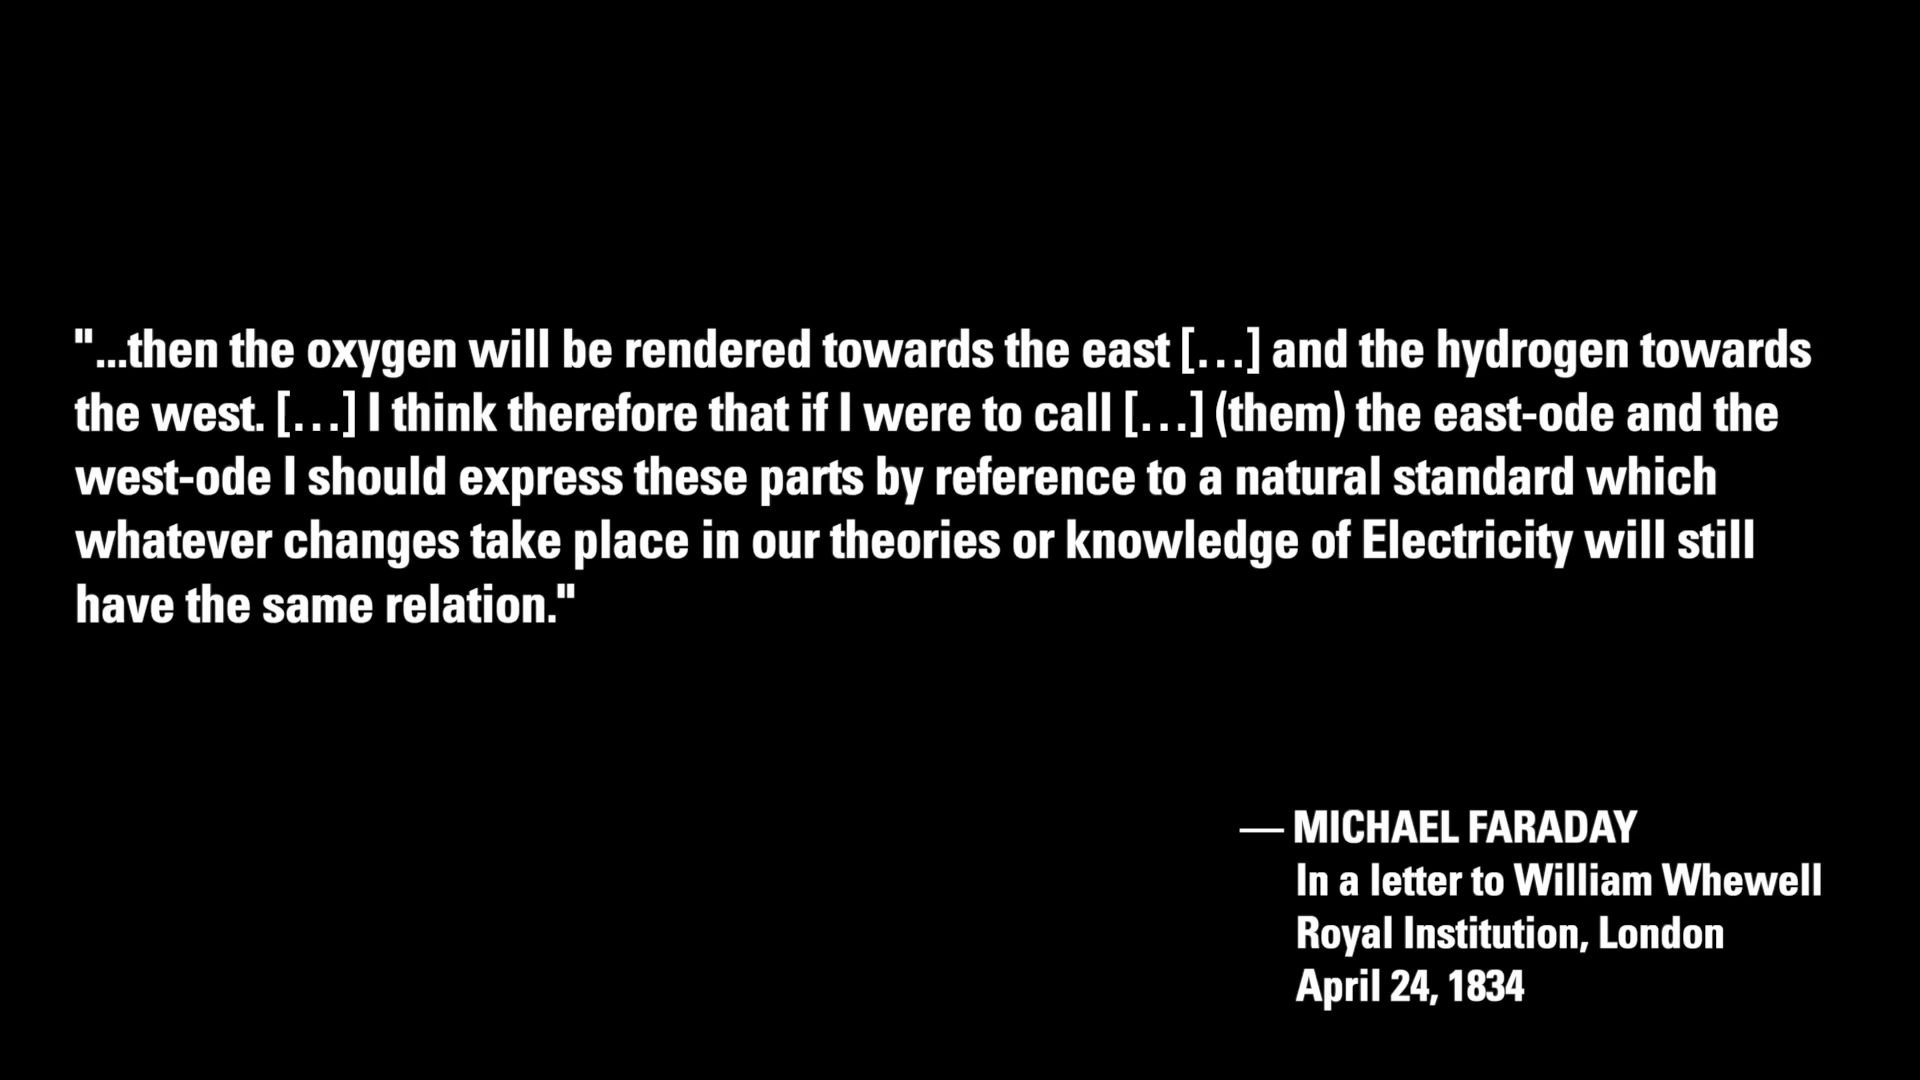 "...then the oxygen will be rendered towards the east [...] and the hydrogen towards
the west. [...] I think therefore that if I were to call [...] (them) the east-ode and the
west-ode I should express these parts by reference to a natural standard which
whatever changes take place in our theories or knowledge of Electricity will still
have the same relation."
— MICHAEL FARADAY
In a letter to William Whewell
Royal Institution, London
April 24, 1834